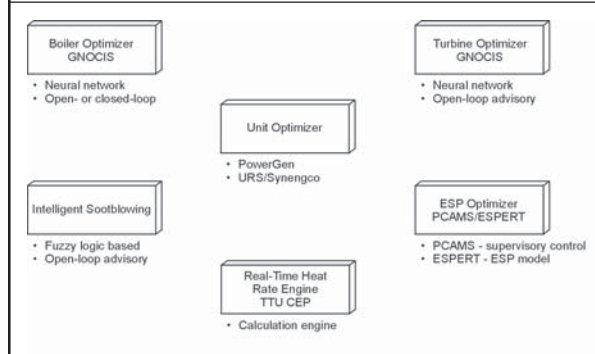 Boiler Optimizer
GNOCIS
• Neural network
• Open- or closed-loop
Turbine Optimizer
GNOCIS
• Neural network
• Open-loop advisory
Unit Optimizer
• PowerGen
• URS/Synengco
Intelligent Sootblowing
• Fuzzy logic based
• Open-loop advisory
ESP Optimizer
PCAMS/ESPERT
• PCAMS - supervisory control
• ESPERT - ESP model
Real-Time Heat
Rate Engine
TTU CEP
• Calculation engine